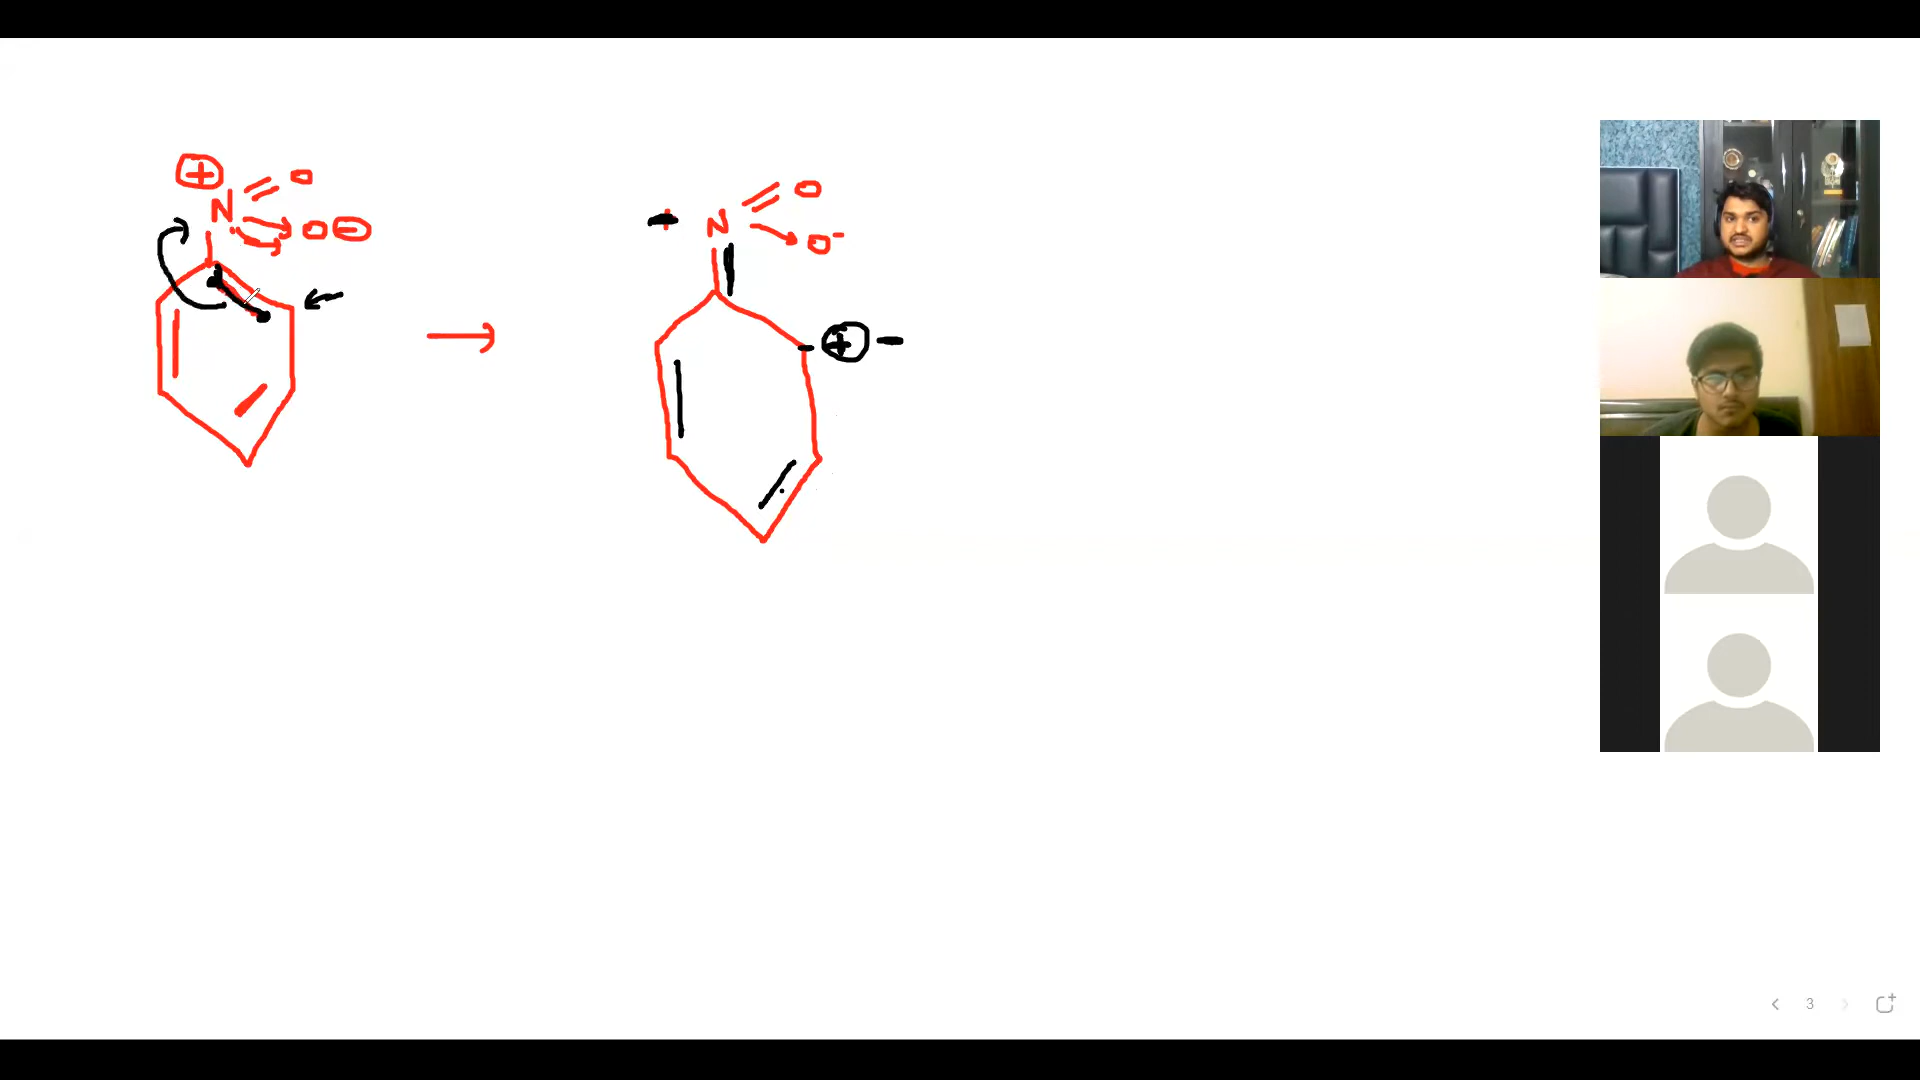 ⊕
N = O
→ O ⊖
→
+ N = O
→ O⁻
⊕ −
3